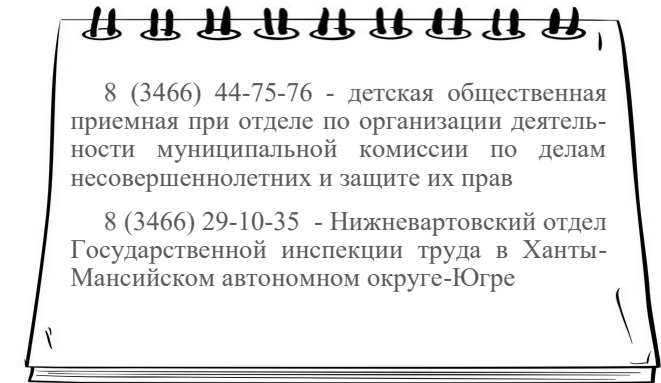 8 (3466) 44-75-76 - детская общественная
приемная при отделе по организации деятель-
ности муниципальной комиссии по делам
несовершеннолетних и защите их прав
8 (3466) 29-10-35 - Нижневартовский отдел
Государственной инспекции труда в Ханты-
Мансийском автономном округе-Югре